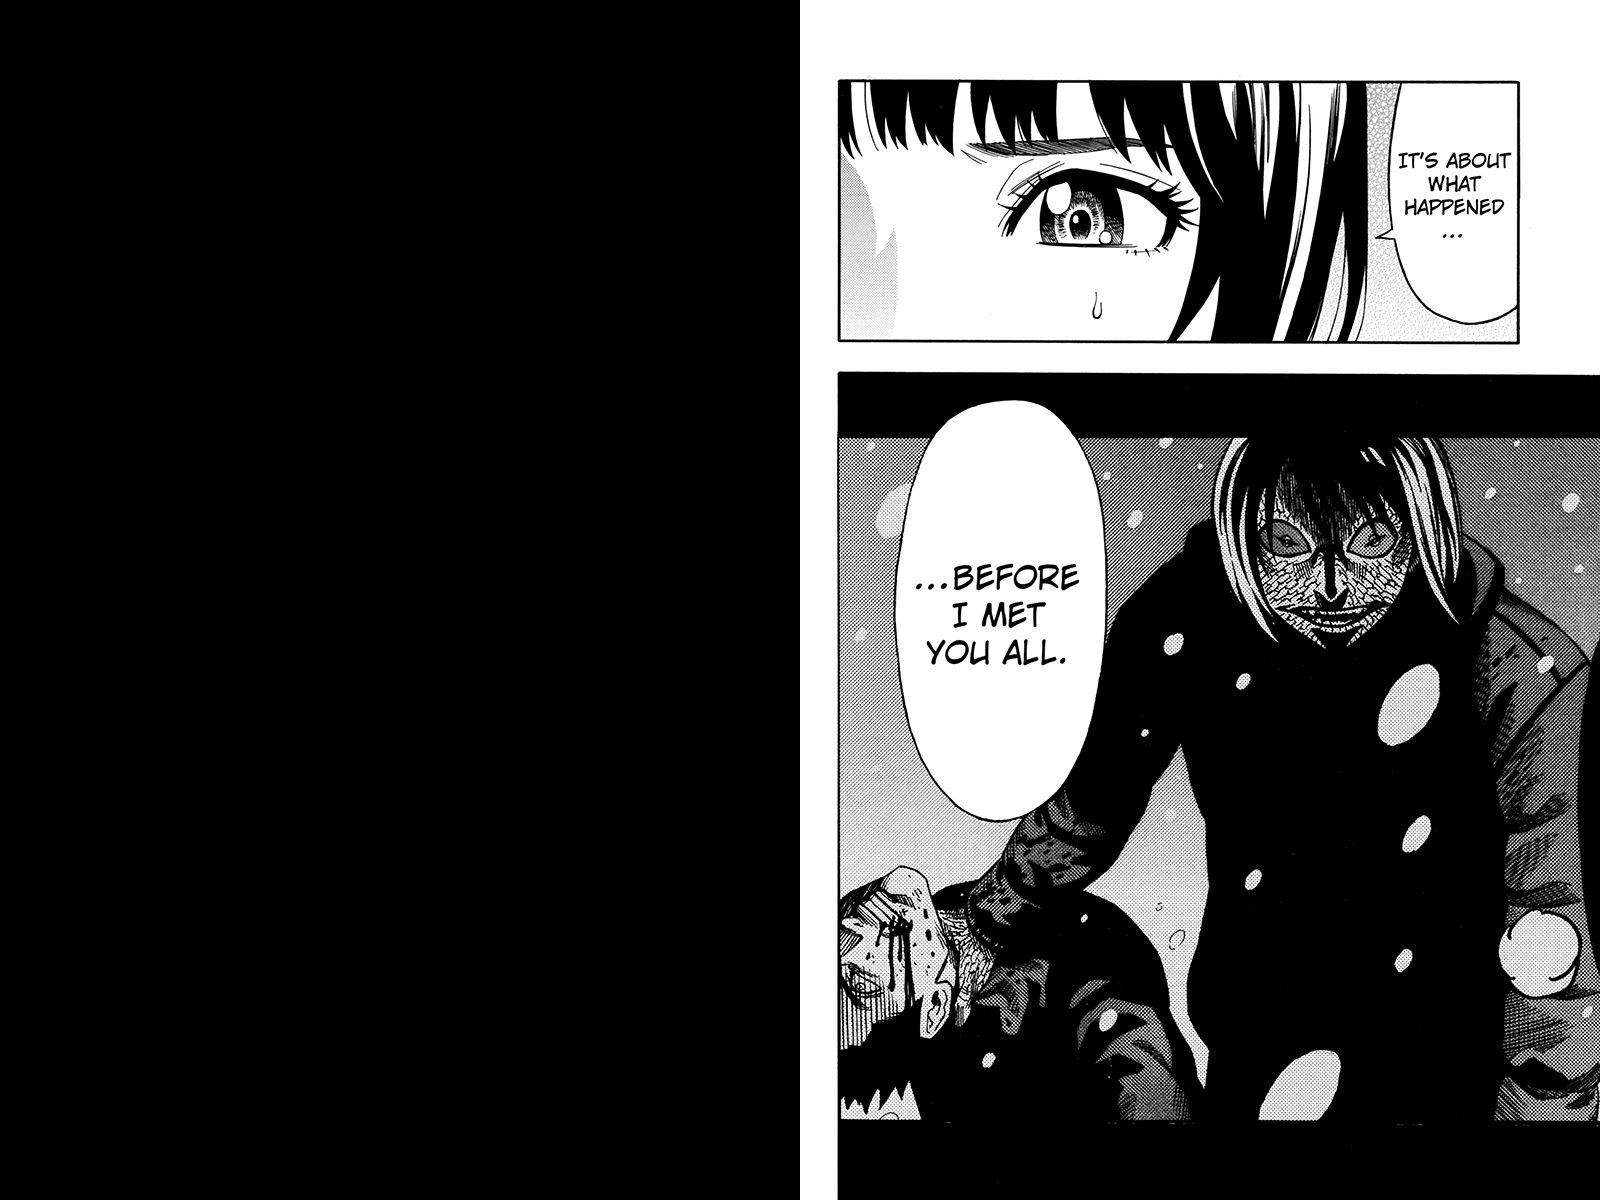 IT'S ABOUT
WHAT
HAPPENED
...
...BEFORE
I MET
YOU ALL.